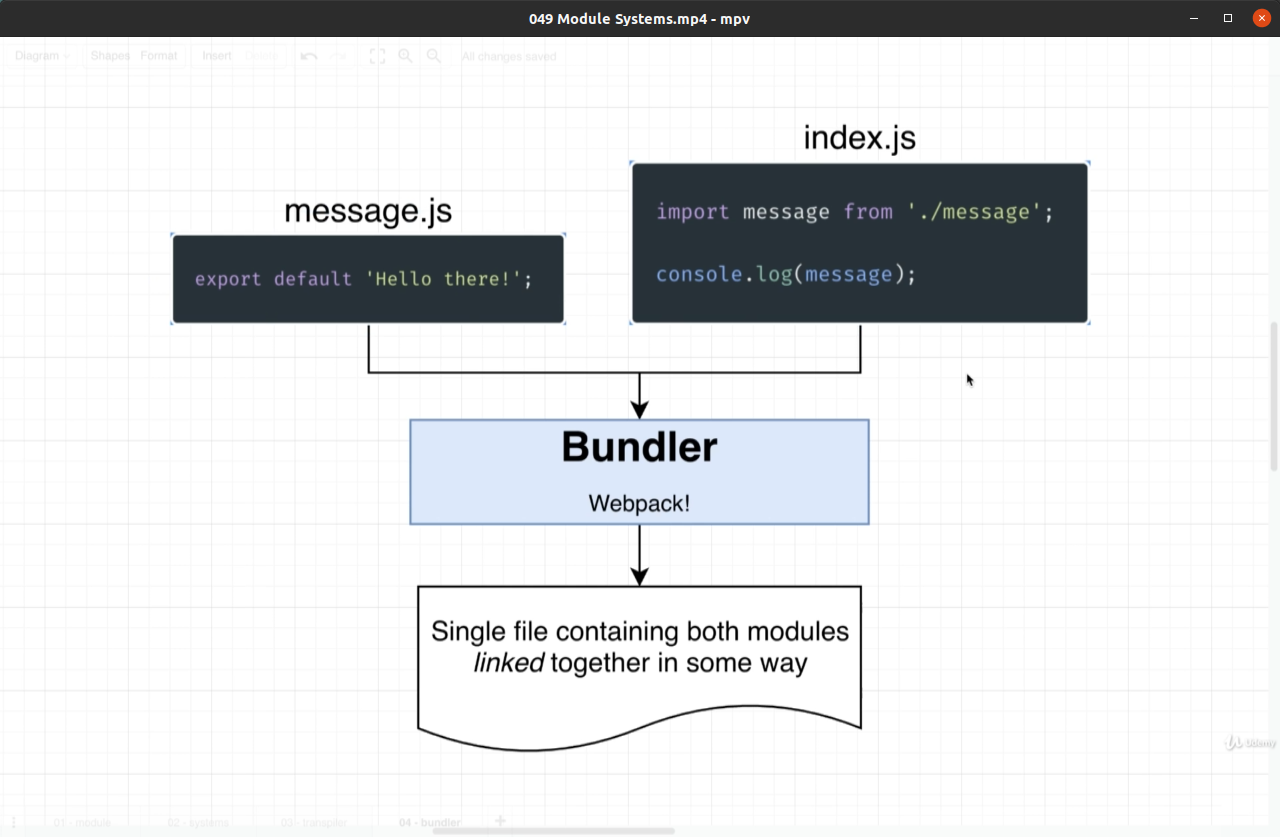 049 Module Systems.mp4 - mpv
Diagram
Shapes
Format
Insert
Delete
All changes saved
index.js
import message from './message';
console.log(message);
message.js
export default 'Hello there!';
Bundler
Webpack!
Single file containing both modules
linked together in some way
Udemy
01 - module
02 - systems
03 - transpiler
04 - bundler